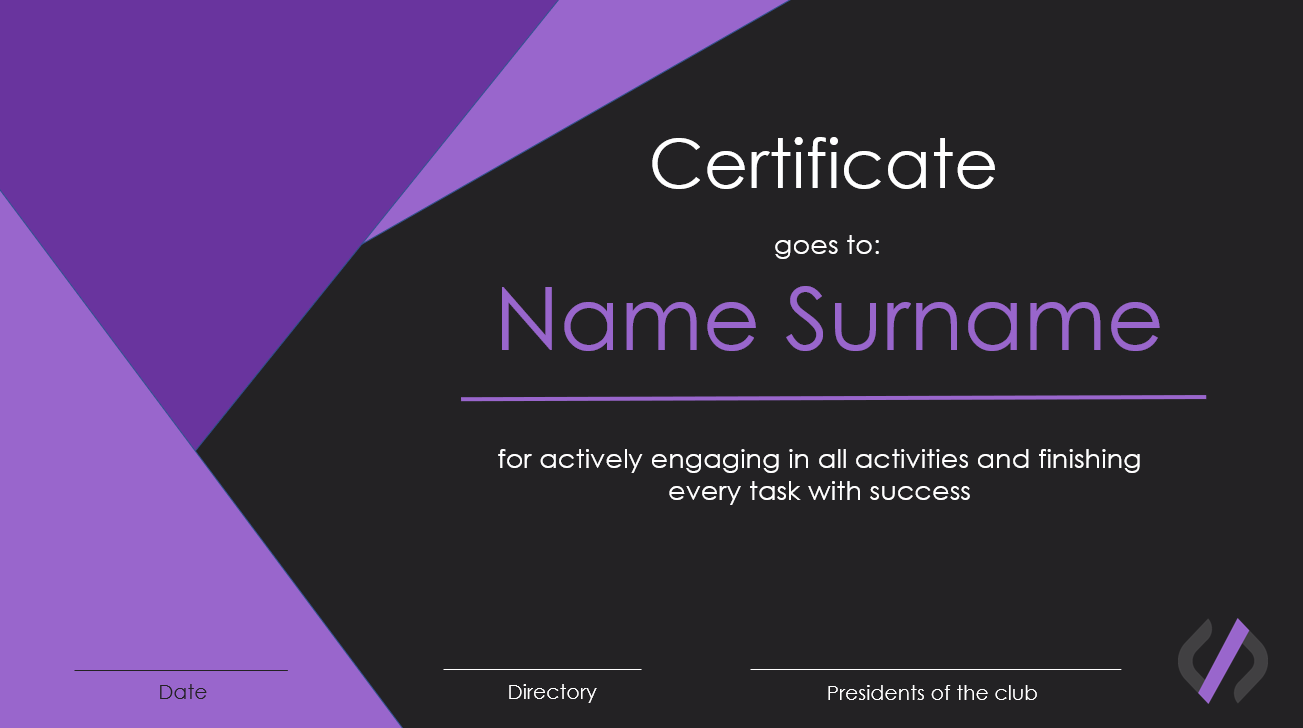 Certificate
goes to:
Name Surname
for actively engaging in all activities and finishing
every task with success
Date
Directory
Presidents of the club